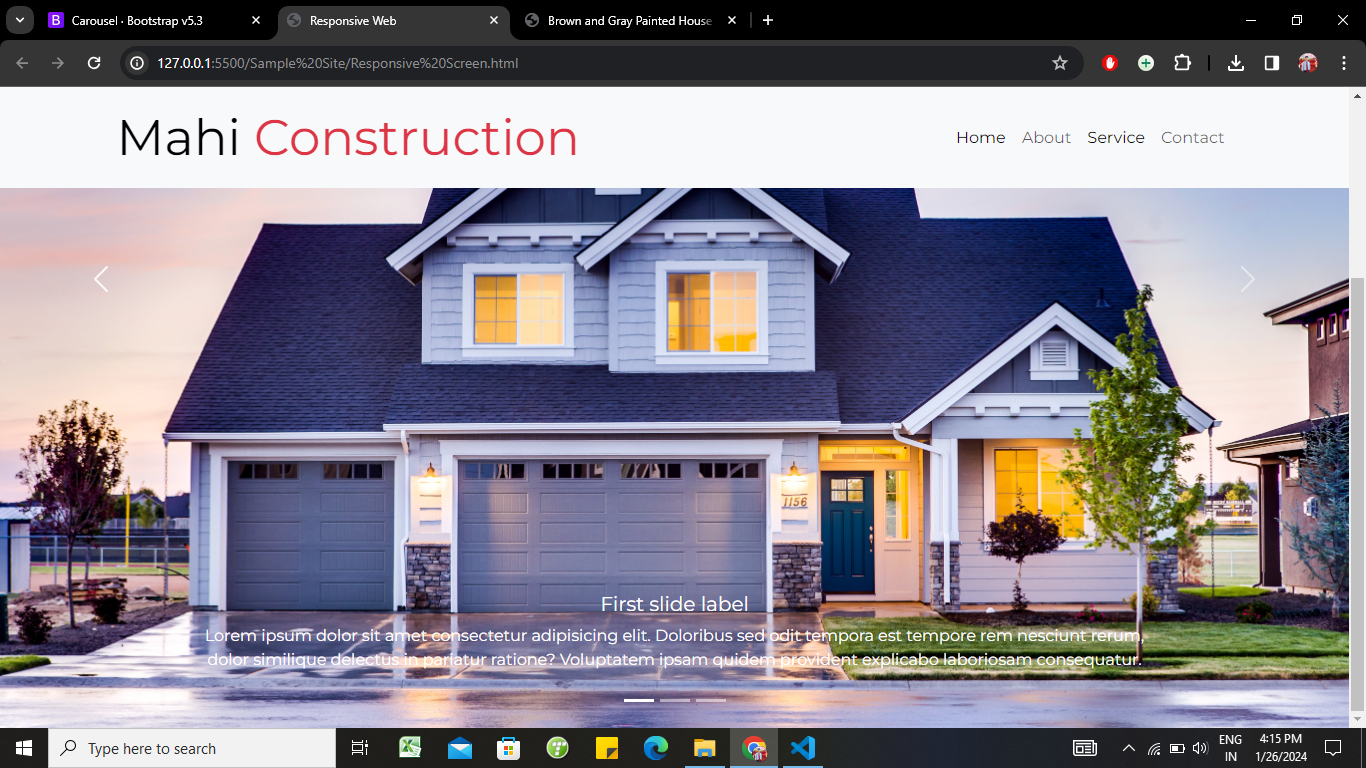 Carousel · Bootstrap v5.3
Responsive Web
Brown and Gray Painted House
127.0.0.1:5500/Sample%20Site/Responsive%20Screen.html
Mahi Construction
Home About Service Contact
1156
First slide label
Lorem ipsum dolor sit amet consectetur adipisicing elit. Doloribus sed odit tempora est tempore rem nesciunt rerum,
dolor similique delectus in pariatur ratione? Voluptatem ipsam quidem provident explicabo laboriosam consequatur.
Type here to search
ENG
IN
4:15 PM
1/26/2024